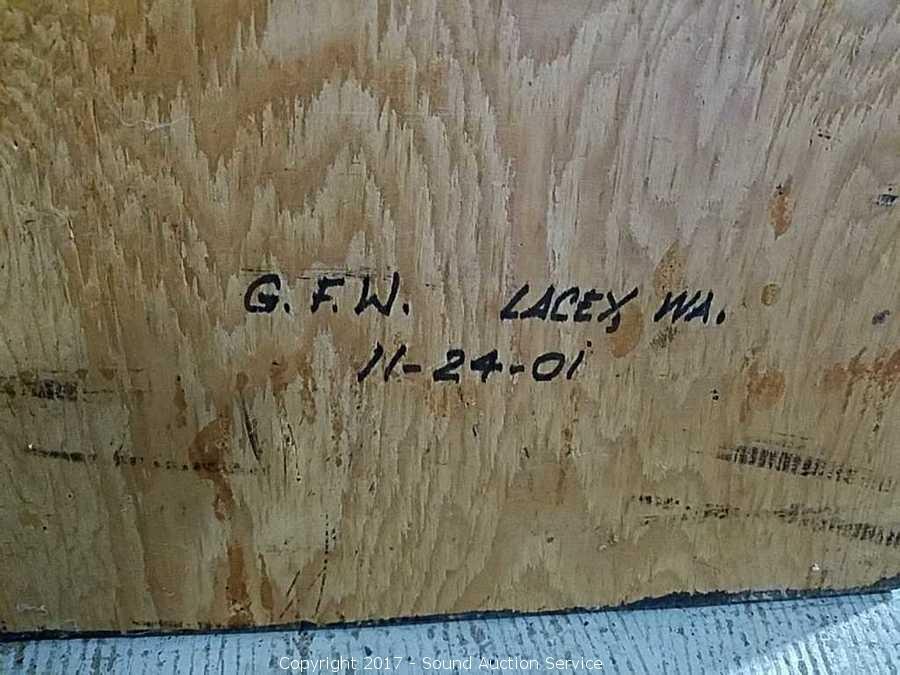 G. F. W. LACEY, WA.
11-24-01
Copyright 2017 - Sound Auction Service